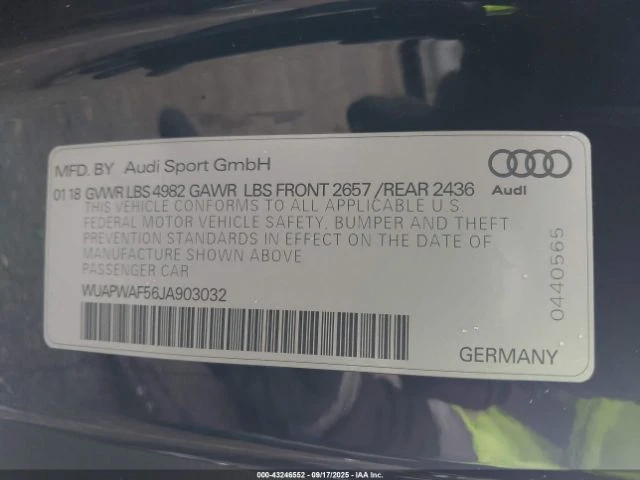 MFD. BY Audi Sport GmbH
01 18 GVWR LBS 4982 GAWR LBS FRONT 2657 /REAR 2436
Audi
THIS VEHICLE CONFORMS TO ALL APPLICABLE U.S.
FEDERAL MOTOR VEHICLE SAFETY, BUMPER AND THEFT
PREVENTION STANDARDS IN EFFECT ON THE DATE OF
MANUFACTURE SHOWN ABOVE
PASSENGER CAR
WUAPWAF56JA903032
0440565
GERMANY
000-43246552 - 09/17/2025 - IAAI Copart